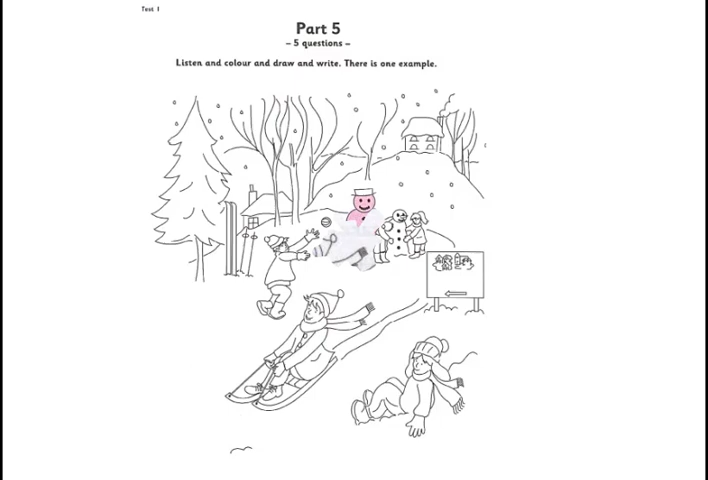 Test 1
Part 5
– 5 questions –
Listen and colour and draw and write. There is one example.